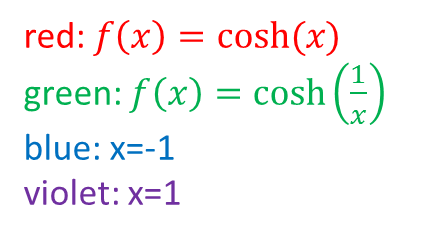 red: f(x) = cosh(x)
green: f(x) = cosh(1/x)
blue: x=-1
violet: x=1